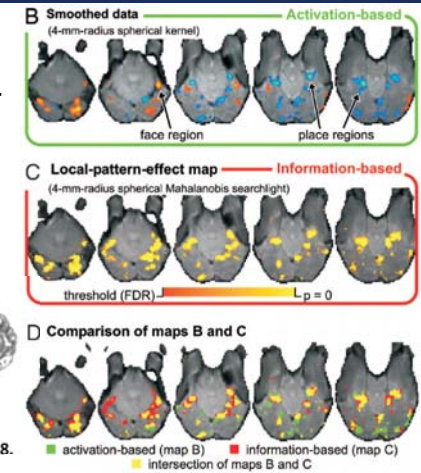 B Smoothed data Activation-based
(4-mm-radius spherical kernel)
face region place regions
C Local-pattern-effect map Information-based
(4-mm-radius spherical Mahalanobis searchlight)
threshold (FDR) p = 0
D Comparison of maps B and C
8.
activation-based (map B) information-based (map C)
intersection of maps B and C